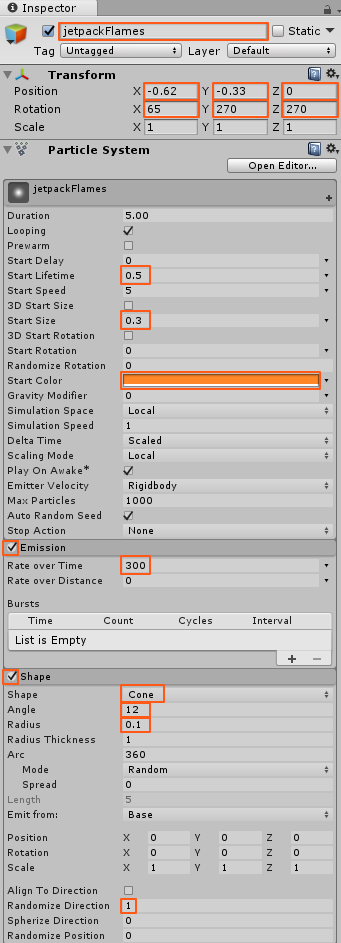 Inspector
jetpackFlames Static
Tag Untagged Layer Default
Transform
Position X -0.62 Y -0.33 Z 0
Rotation X 65 Y 270 Z 270
Scale X 1 Y 1 Z 1
Particle System
Open Editor...
jetpackFlames
Duration 5.00
Looping
Prewarm
Start Delay 0
Start Lifetime 0.5
Start Speed 5
3D Start Size
Start Size 0.3
3D Start Rotation
Start Rotation 0
Randomize Rotation 0
Start Color
Gravity Modifier 0
Simulation Space Local
Simulation Speed 1
Delta Time Scaled
Scaling Mode Local
Play On Awake*
Emitter Velocity Rigidbody
Max Particles 1000
Auto Random Seed
Stop Action None
Emission
Rate over Time 300
Rate over Distance 0
Bursts
Time Count Cycles Interval
List is Empty
+ −
Shape
Shape Cone
Angle 12
Radius 0.1
Radius Thickness 1
Arc 360
Mode Random
Spread 0
Length 5
Emit from: Base
Position X 0 Y 0 Z 0
Rotation X 0 Y 0 Z 0
Scale X 1 Y 1 Z 1
Align To Direction
Randomize Direction 1
Spherize Direction 0
Randomize Position 0